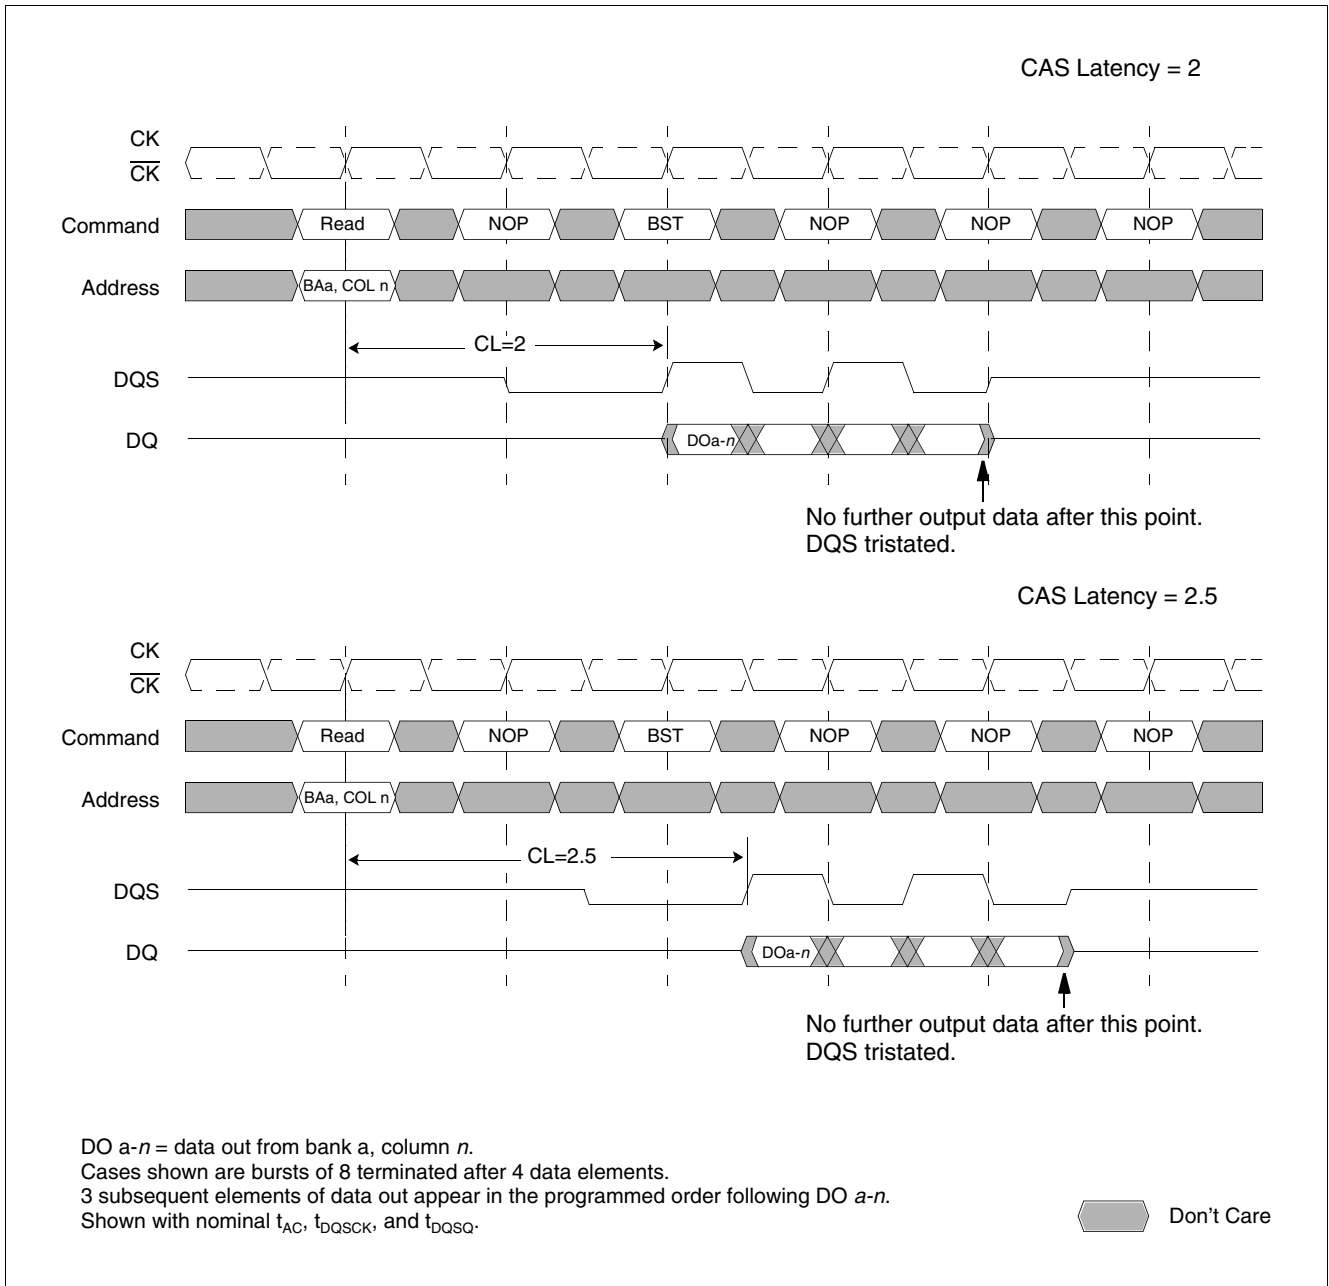 CAS Latency = 2
CK
CK
Command Read NOP BST NOP NOP NOP
Address BAa, COL n
CL=2
DQS
DQ DOa-n
No further output data after this point.
DQS tristated.
CAS Latency = 2.5
CK
CK
Command Read NOP BST NOP NOP NOP
Address BAa, COL n
CL=2.5
DQS
DQ DOa-n
No further output data after this point.
DQS tristated.
DO a-n = data out from bank a, column n.
Cases shown are bursts of 8 terminated after 4 data elements.
3 subsequent elements of data out appear in the programmed order following DO a-n.
Shown with nominal tAC, tDQSCK, and tDQSQ.
Don't Care